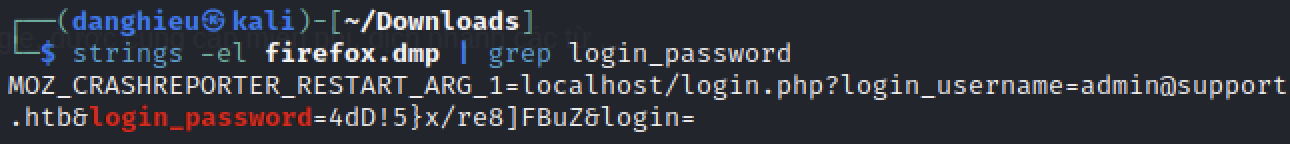 ┌──(danghieu㉿kali)-[~/Downloads]
└─$ strings -el firefox.dmp | grep login_password
MOZ_CRASHREPORTER_RESTART_ARG_1=localhost/login.php?login_username=admin@support
.htb&login_password=4dD!5}x/re8]FBuZ&login=